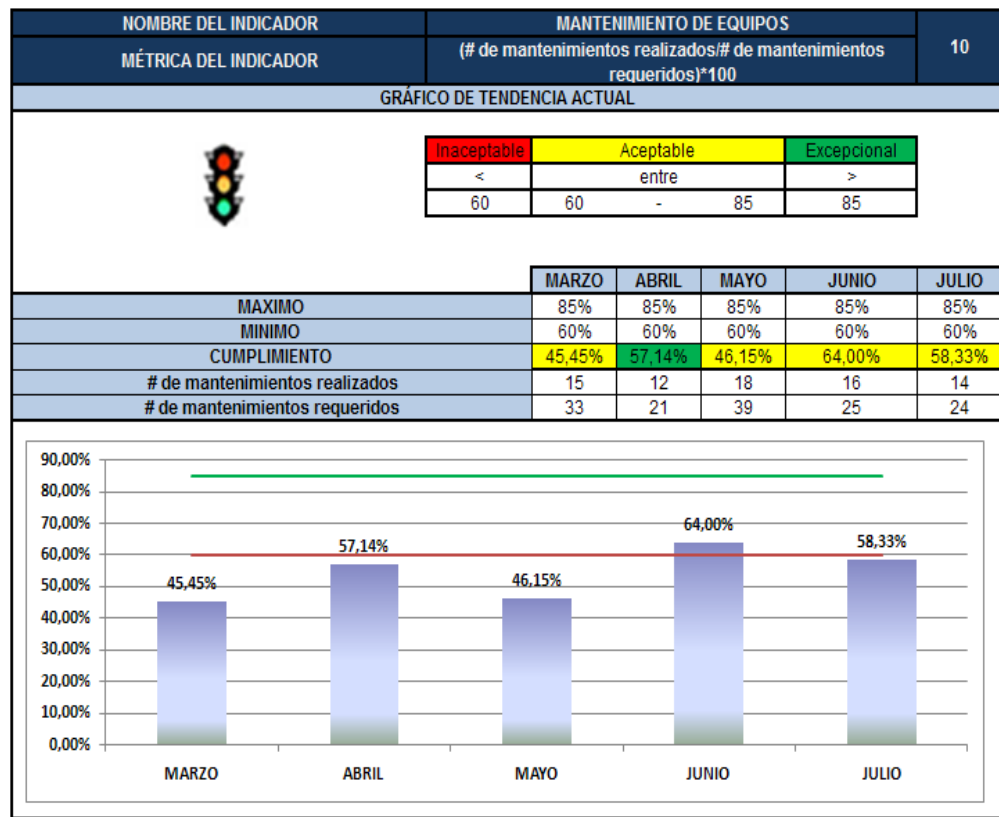 NOMBRE DEL INDICADOR MANTENIMIENTO DE EQUIPOS 10
MÉTRICA DEL INDICADOR (# de mantenimientos realizados/# de mantenimientos
requeridos)*100
GRÁFICO DE TENDENCIA ACTUAL
Inaceptable Aceptable Excepcional
< entre >
60 60 - 85 85
MARZO ABRIL MAYO JUNIO JULIO
MAXIMO 85% 85% 85% 85% 85%
MINIMO 60% 60% 60% 60% 60%
CUMPLIMIENTO 45,45% 57,14% 46,15% 64,00% 58,33%
# de mantenimientos realizados 15 12 18 16 14
# de mantenimientos requeridos 33 21 39 25 24
90,00%
80,00%
70,00%
60,00%
50,00%
40,00%
30,00%
20,00%
10,00%
0,00%
45,45%
57,14%
46,15%
64,00%
58,33%
MARZO ABRIL MAYO JUNIO JULIO